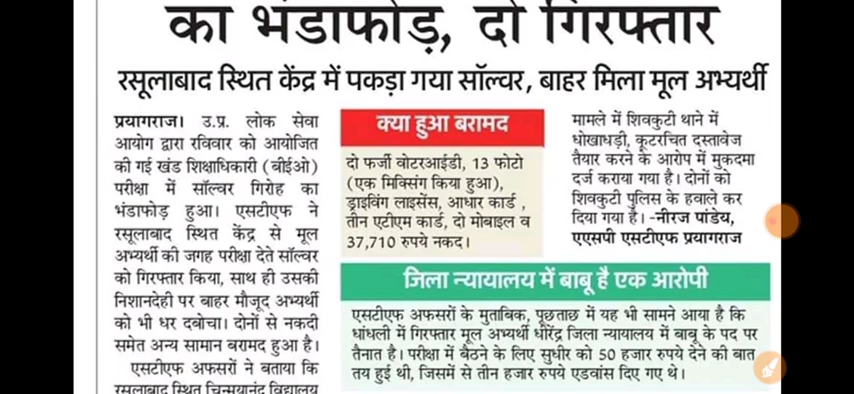 का भंडाफोड़, दो गिरफ्तार
रसूलाबाद स्थित केंद्र में पकड़ा गया सॉल्वर, बाहर मिला मूल अभ्यर्थी
प्रयागराज। उ.प्र. लोक सेवा
आयोग द्वारा रविवार को आयोजित
की गई खंड शिक्षाधिकारी (बीईओ)
परीक्षा में सॉल्वर गिरोह का
भंडाफोड़ हुआ। एसटीएफ ने
रसूलाबाद स्थित केंद्र से मूल
अभ्यर्थी की जगह परीक्षा देते सॉल्वर
को गिरफ्तार किया, साथ ही उसकी
निशानदेही पर बाहर मौजूद अभ्यर्थी
को भी धर दबोचा। दोनों से नकदी
समेत अन्य सामान बरामद हुआ है।
एसटीएफ अफसरों ने बताया कि
रसूलाबाद स्थित चिन्मयानंद विद्यालय
क्या हुआ बरामद
दो फर्जी वोटरआईडी, 13 फोटो
(एक मिक्सिंग किया हुआ),
ड्राइविंग लाइसेंस, आधार कार्ड ,
तीन एटीएम कार्ड, दो मोबाइल व
37,710 रुपये नकद।
मामले में शिवकुटी थाने में
धोखाधड़ी, कूटरचित दस्तावेज
तैयार करने के आरोप में मुकदमा
दर्ज कराया गया है। दोनों को
शिवकुटी पुलिस के हवाले कर
दिया गया है। -नीरज पांडेय,
एएसपी एसटीएफ प्रयागराज
जिला न्यायालय में बाबू है एक आरोपी
एसटीएफ अफसरों के मुताबिक, पूछताछ में यह भी सामने आया है कि
धांधली में गिरफ्तार मूल अभ्यर्थी धीरेंद्र जिला न्यायालय में बाबू के पद पर
तैनात है। परीक्षा में बैठने के लिए सुधीर को 50 हजार रुपये देने की बात
तय हुई थी, जिसमें से तीन हजार रुपये एडवांस दिए गए थे।